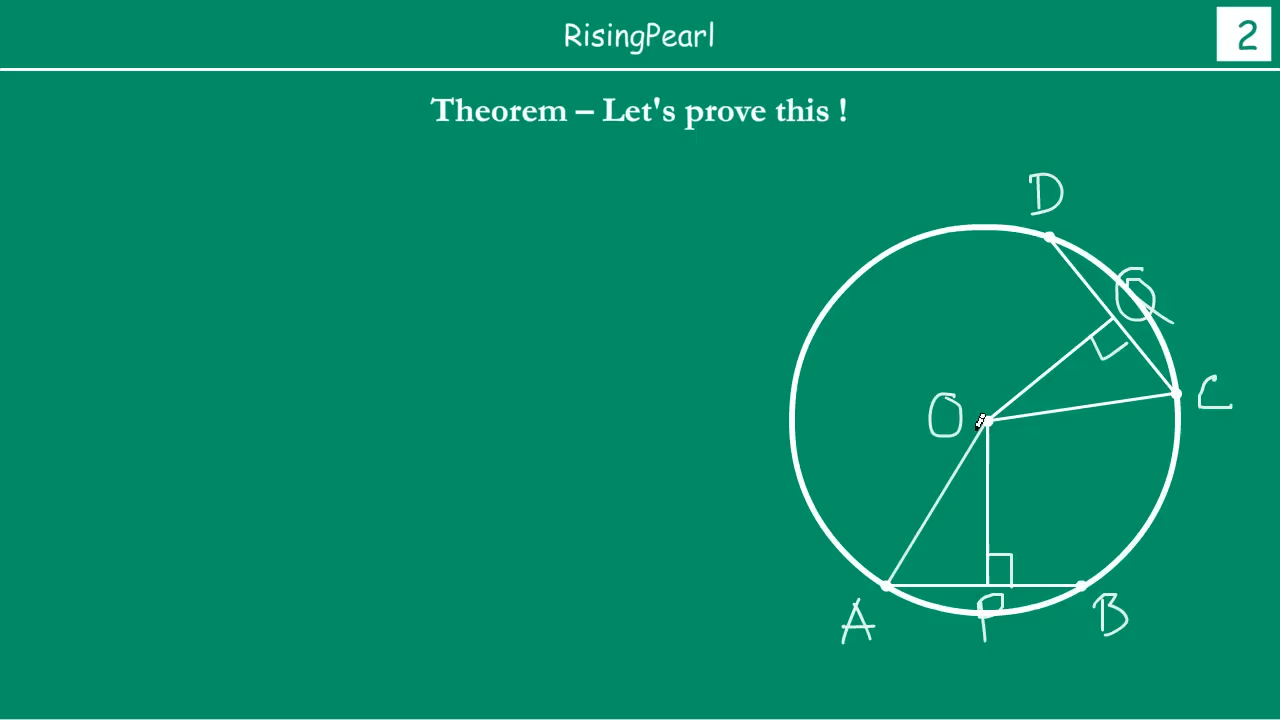 RisingPearl
2
Theorem – Let's prove this !
D
Q
O
C
A
P
B